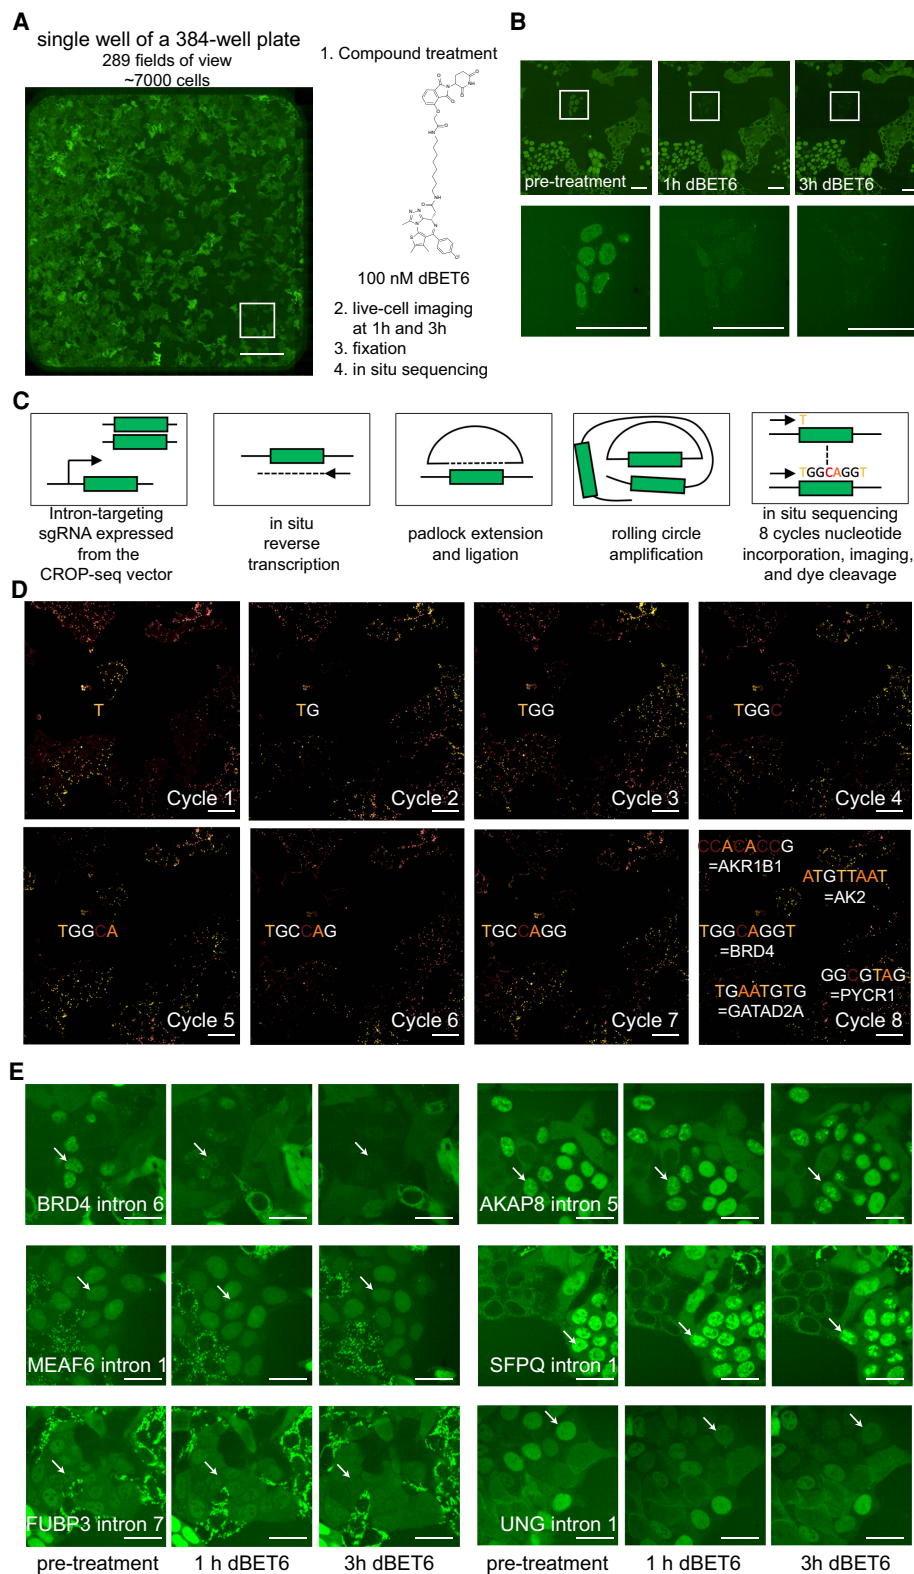 A
single well of a 384-well plate
289 fields of view
~7000 cells
1. Compound treatment
100 nM dBET6
2. live-cell imaging
at 1h and 3h
3. fixation
4. in situ sequencing
B
pre-treatment
1h dBET6
3h dBET6
C
Intron-targeting
sgRNA expressed
from the
CROP-seq vector
in situ
reverse
transcription
padlock extension
and ligation
rolling circle
amplification
T
TGGCAGGT
in situ sequencing
8 cycles nucleotide
incorporation, imaging,
and dye cleavage
D
T
Cycle 1
TG
Cycle 2
TGG
Cycle 3
TGGC
Cycle 4
TGGCA
Cycle 5
TGCCAG
Cycle 6
TGCCAGG
Cycle 7
CCACACCG
=AKR1B1
ATGTTAAT
=AK2
TGGCAGGT
=BRD4
GGCGTAG
=PYCR1
TGAATGTG
=GATAD2A
Cycle 8
E
BRD4 intron 6
AKAP8 intron 5
MEAF6 intron 1
SFPQ intron 1
FUBP3 intron 7
UNG intron 1
pre-treatment
1 h dBET6
3h dBET6
pre-treatment
1 h dBET6
3h dBET6